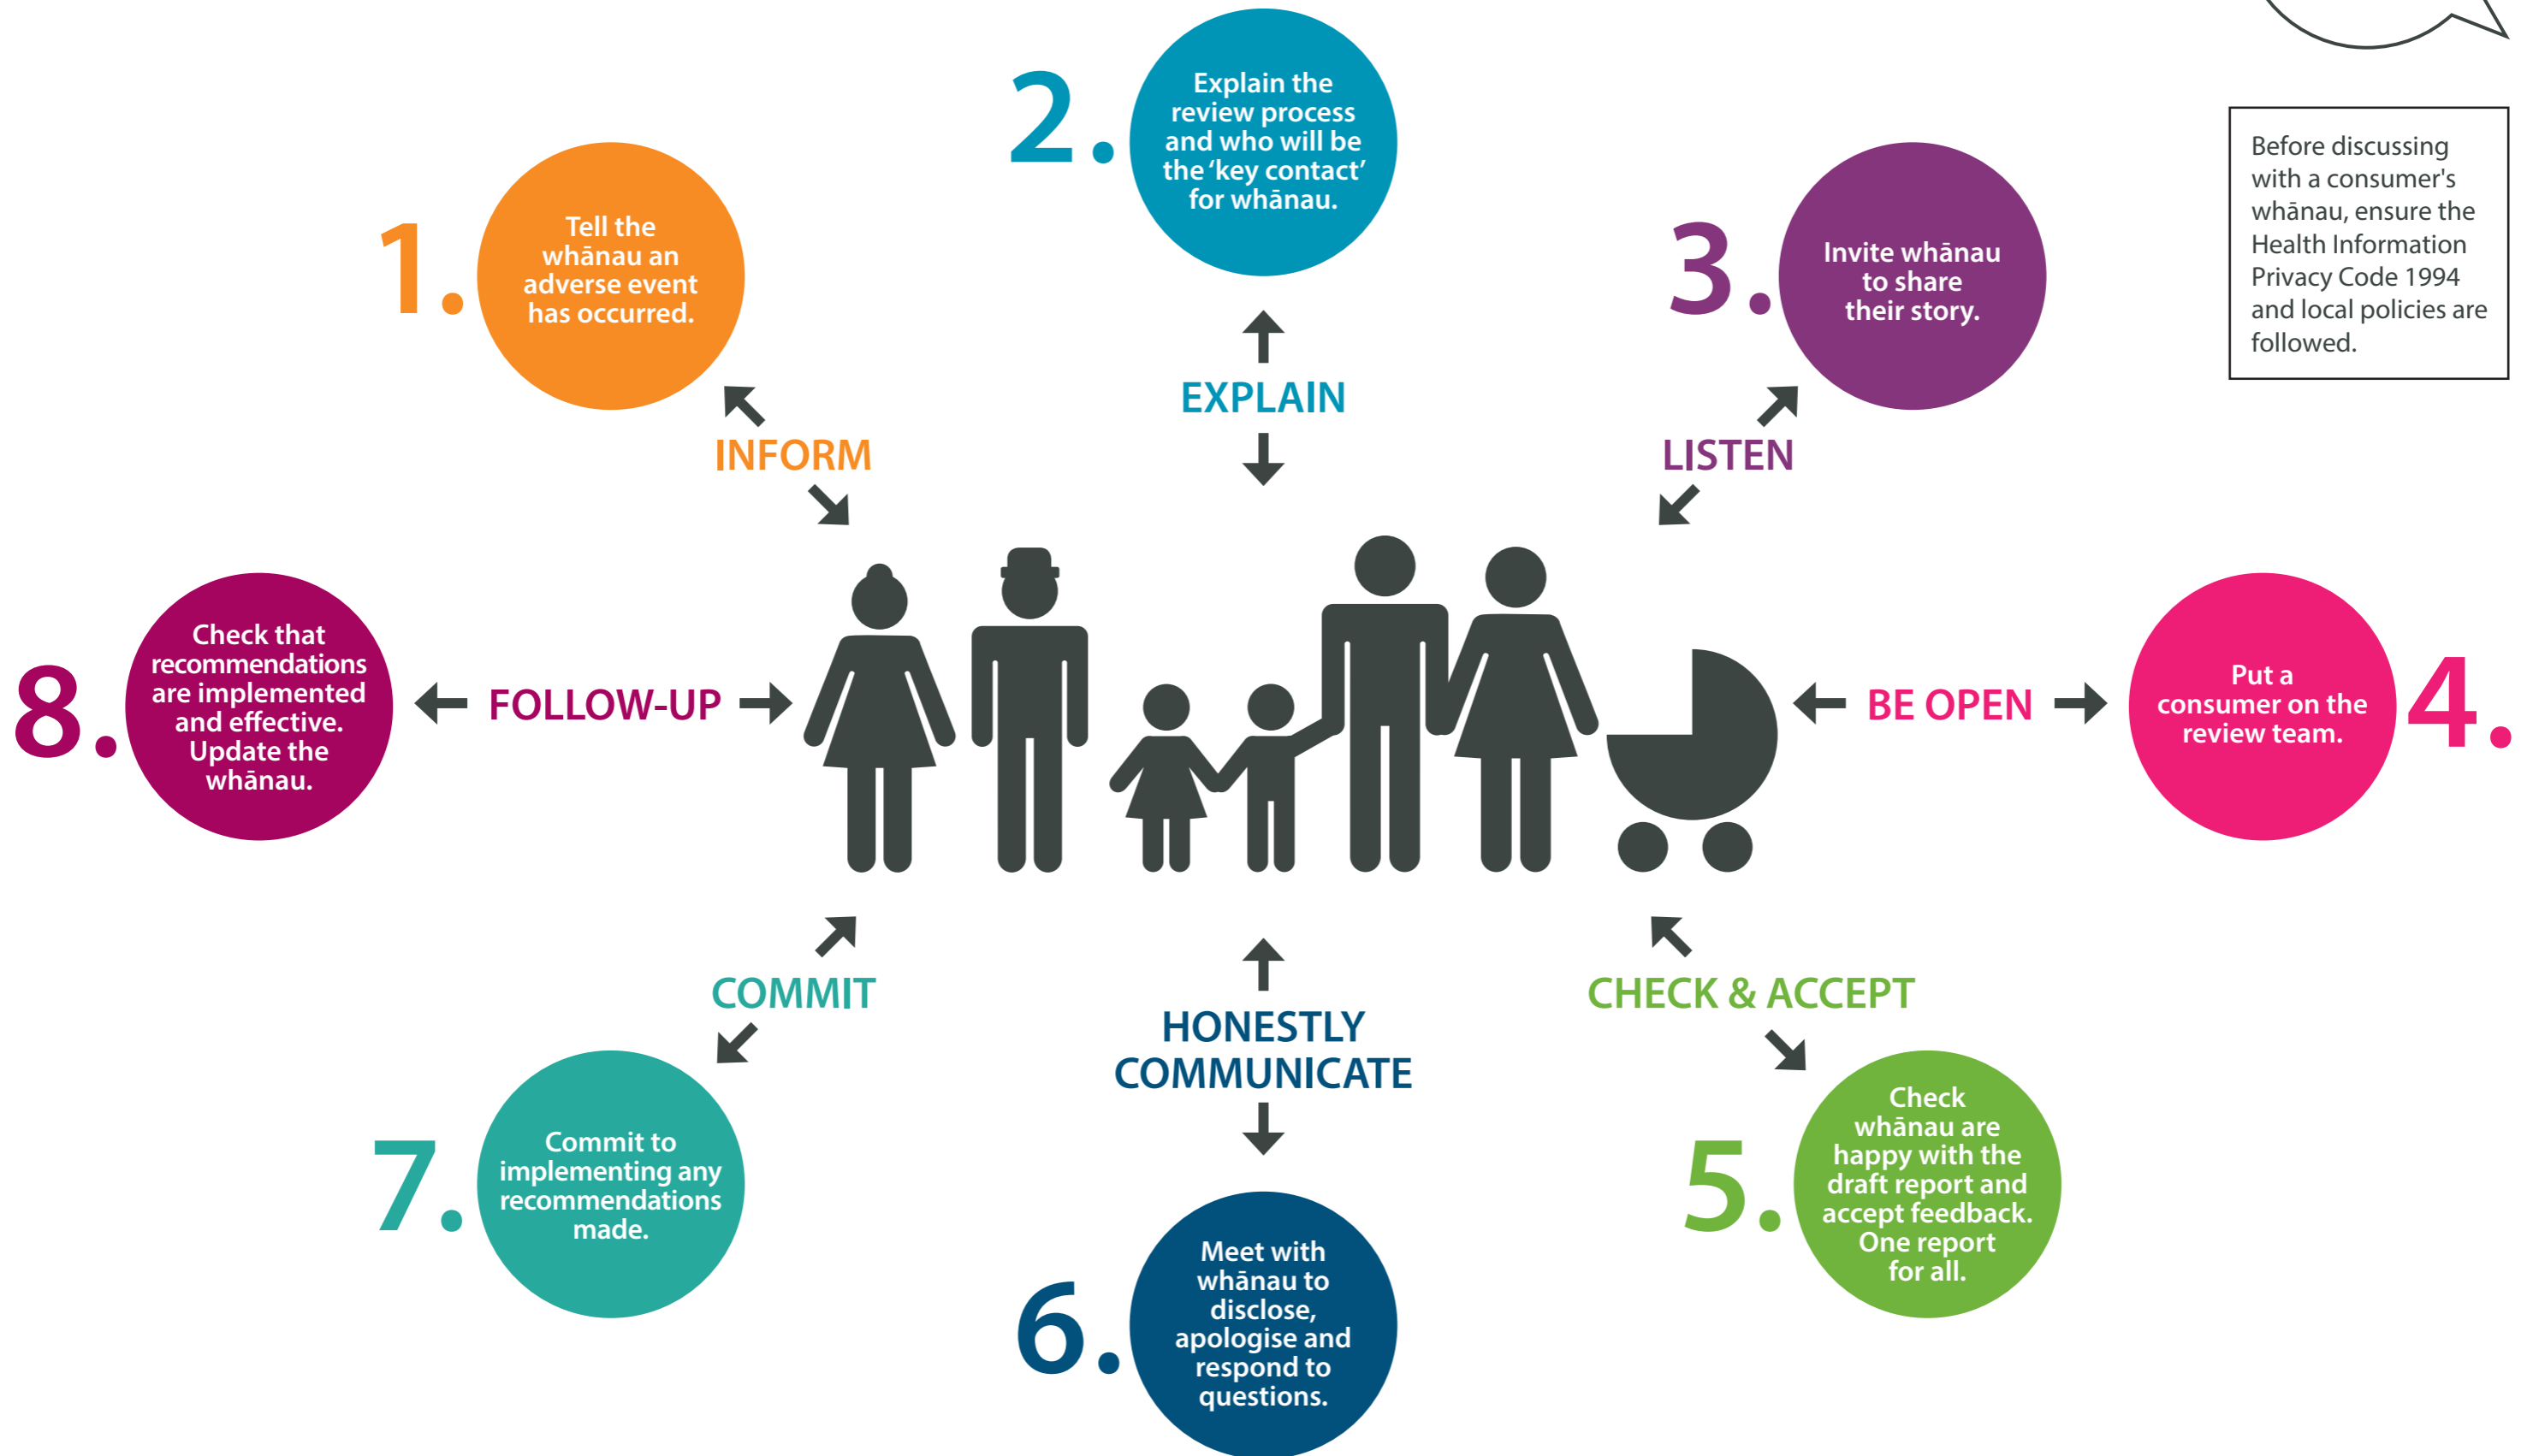 1.
Tell the
whānau an
adverse event
has occurred.
INFORM
2.
Explain the
review process
and who will be
the ‘key contact’
for whānau.
EXPLAIN
3.
Invite whānau
to share
their story.
LISTEN
Before discussing
with a consumer's
whānau, ensure the
Health Information
Privacy Code 1994
and local policies are
followed.
4.
Put a
consumer on the
review team.
BE OPEN
5.
Check
whānau are
happy with the
draft report and
accept feedback.
One report
for all.
CHECK & ACCEPT
6.
Meet with
whānau to
disclose,
apologise and
respond to
questions.
HONESTLY
COMMUNICATE
7.
Commit to
implementing any
recommendations
made.
COMMIT
8.
Check that
recommendations
are implemented
and effective.
Update the
whānau.
FOLLOW-UP